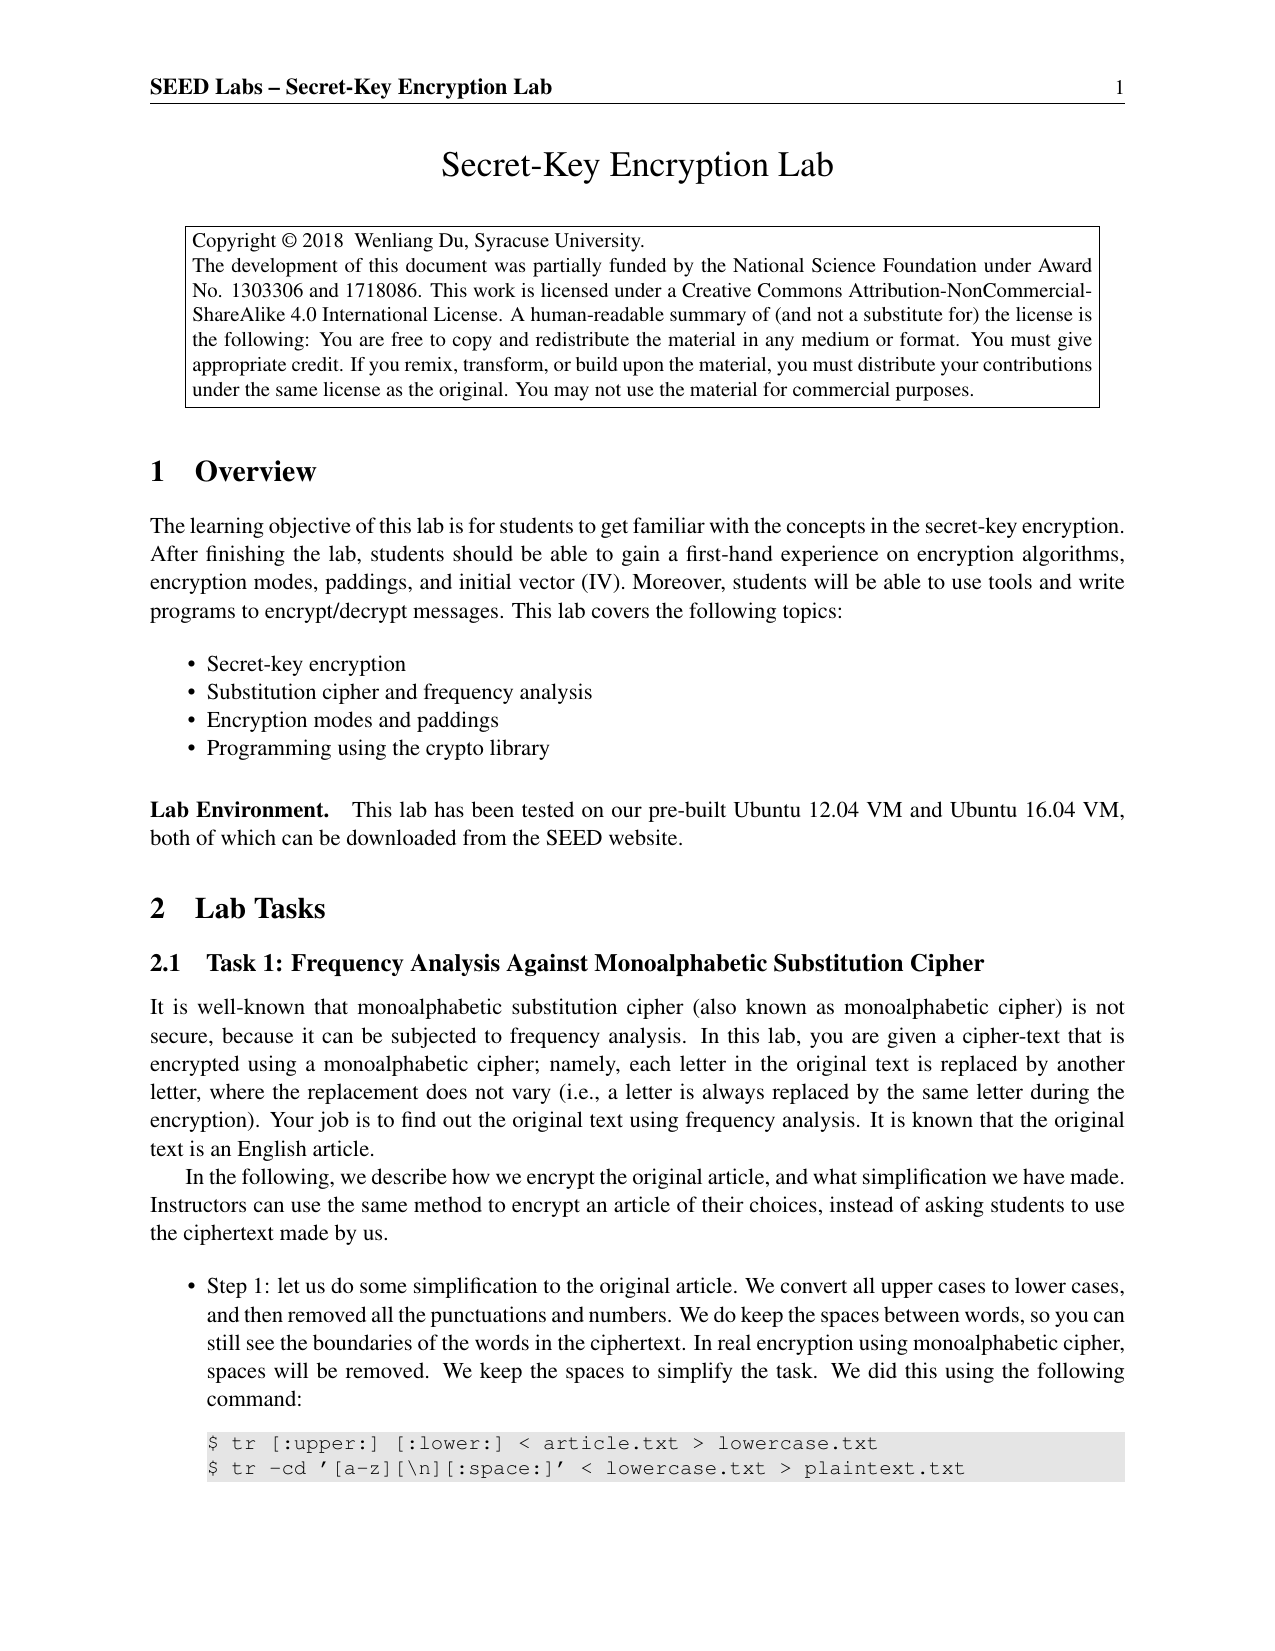 SEED Labs – Secret-Key Encryption Lab 1
Secret-Key Encryption Lab
Copyright © 2018 Wenliang Du, Syracuse University.
The development of this document was partially funded by the National Science Foundation under Award
No. 1303306 and 1718086. This work is licensed under a Creative Commons Attribution-NonCommercial-
ShareAlike 4.0 International License. A human-readable summary of (and not a substitute for) the license is
the following: You are free to copy and redistribute the material in any medium or format. You must give
appropriate credit. If you remix, transform, or build upon the material, you must distribute your contributions
under the same license as the original. You may not use the material for commercial purposes.
1 Overview
The learning objective of this lab is for students to get familiar with the concepts in the secret-key encryption.
After finishing the lab, students should be able to gain a first-hand experience on encryption algorithms,
encryption modes, paddings, and initial vector (IV). Moreover, students will be able to use tools and write
programs to encrypt/decrypt messages. This lab covers the following topics:
• Secret-key encryption
• Substitution cipher and frequency analysis
• Encryption modes and paddings
• Programming using the crypto library
Lab Environment. This lab has been tested on our pre-built Ubuntu 12.04 VM and Ubuntu 16.04 VM,
both of which can be downloaded from the SEED website.
2 Lab Tasks
2.1 Task 1: Frequency Analysis Against Monoalphabetic Substitution Cipher
It is well-known that monoalphabetic substitution cipher (also known as monoalphabetic cipher) is not
secure, because it can be subjected to frequency analysis. In this lab, you are given a cipher-text that is
encrypted using a monoalphabetic cipher; namely, each letter in the original text is replaced by another
letter, where the replacement does not vary (i.e., a letter is always replaced by the same letter during the
encryption). Your job is to find out the original text using frequency analysis. It is known that the original
text is an English article.
In the following, we describe how we encrypt the original article, and what simplification we have made.
Instructors can use the same method to encrypt an article of their choices, instead of asking students to use
the ciphertext made by us.
• Step 1: let us do some simplification to the original article. We convert all upper cases to lower cases,
and then removed all the punctuations and numbers. We do keep the spaces between words, so you can
still see the boundaries of the words in the ciphertext. In real encryption using monoalphabetic cipher,
spaces will be removed. We keep the spaces to simplify the task. We did this using the following
command:
$ tr [:upper:] [:lower:] < article.txt > lowercase.txt
$ tr -cd ’[a-z][\n][:space:]’ < lowercase.txt > plaintext.txt